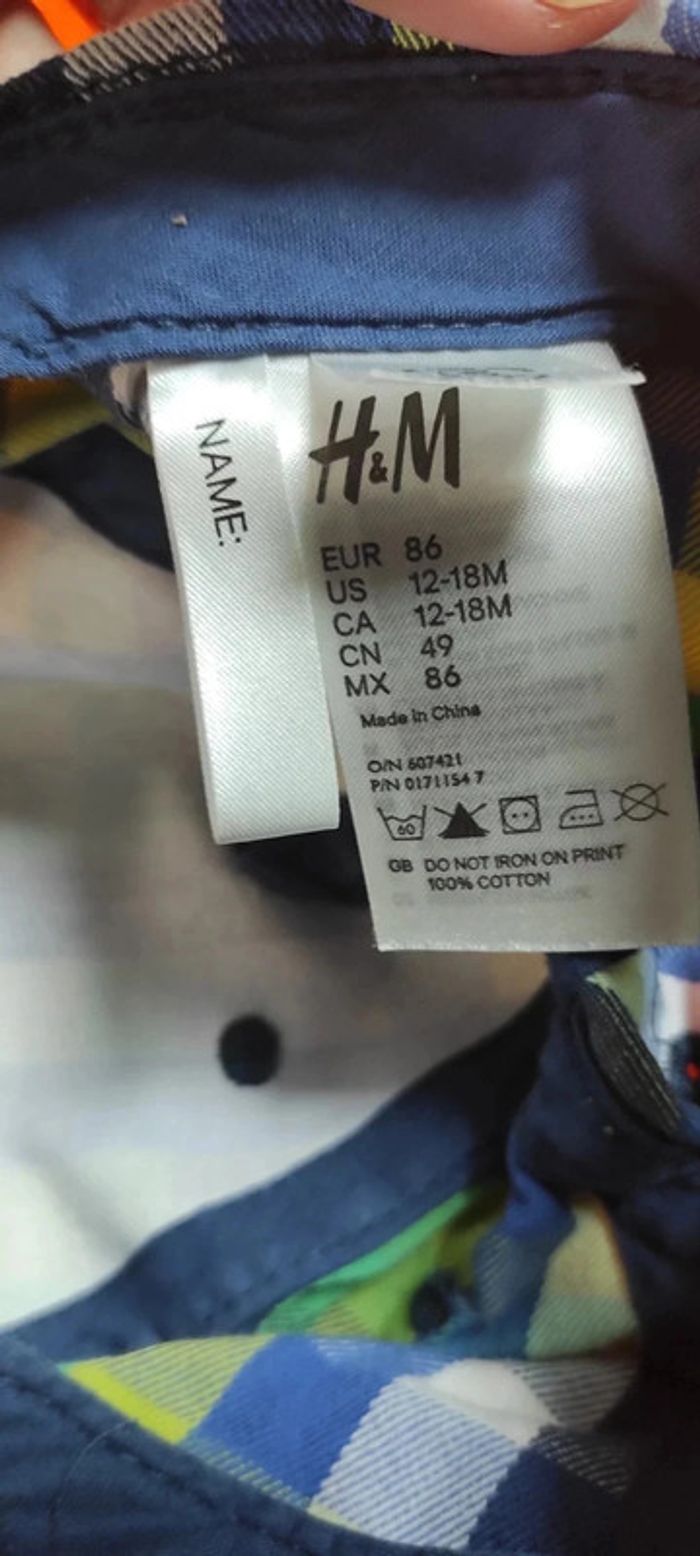 NAME:
H&M
EUR 86
US 12-18M
CA 12-18M
CN 49
MX 86
Made in China
O/N 607421
P/N 0171154 7
60
GB DO NOT IRON ON PRINT
100% COTTON